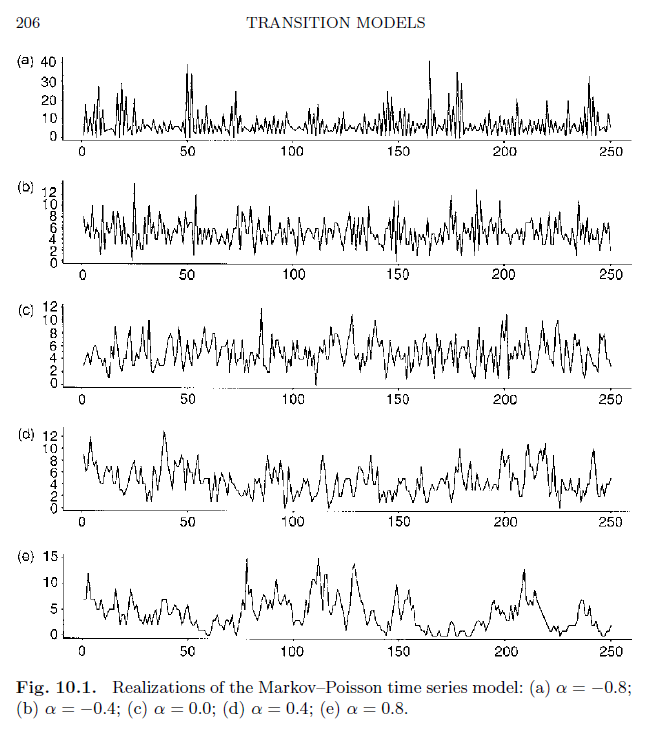 206 TRANSITION MODELS
(a) 40
30
20
10
0
0 50 100 150 200 250
(b) 12
10
8
6
4
2
0
0 50 100 150 200 250
(c) 12
10
8
6
4
2
0
0 50 100 150 200 250
(d) 12
10
8
6
4
2
0
0 50 100 150 200 250
(e) 15
10
5
0
0 50 100 150 200 250
Fig. 10.1. Realizations of the Markov–Poisson time series model: (a) α = −0.8;
(b) α = −0.4; (c) α = 0.0; (d) α = 0.4; (e) α = 0.8.